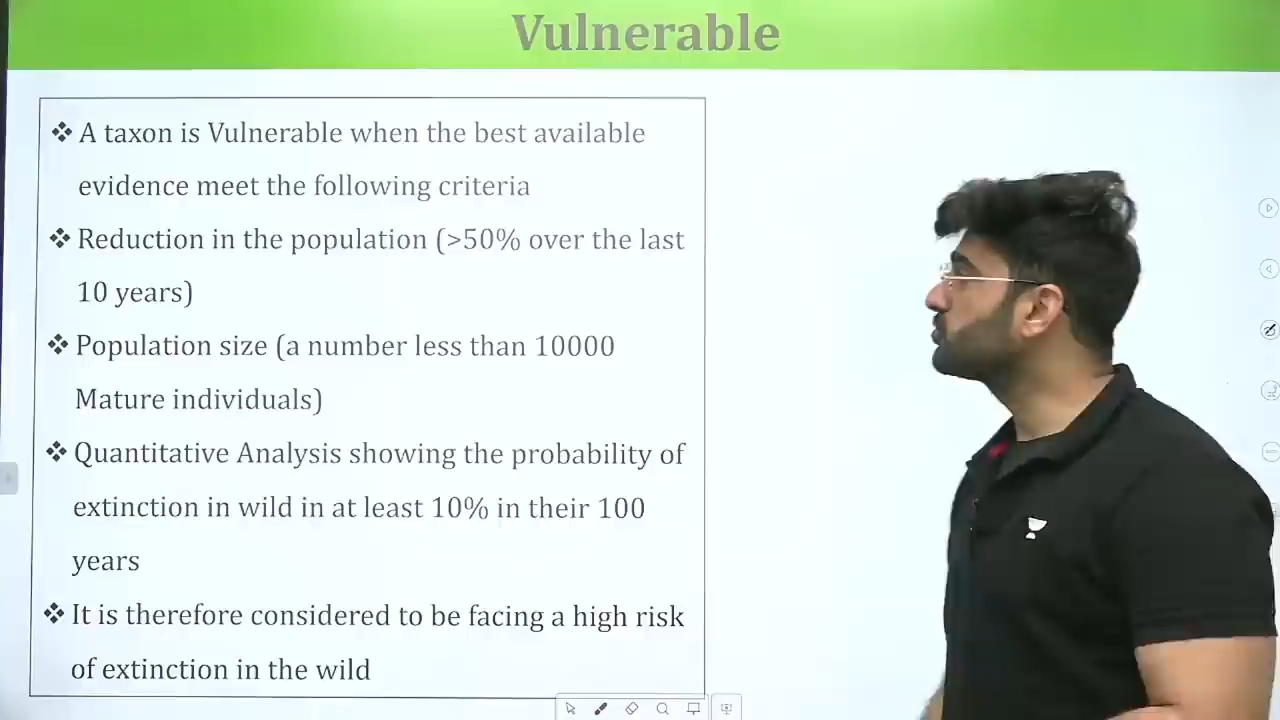 Vulnerable
❖ A taxon is Vulnerable when the best available
evidence meet the following criteria
❖ Reduction in the population (>50% over the last
10 years)
❖ Population size (a number less than 10000
Mature individuals)
❖ Quantitative Analysis showing the probability of
extinction in wild in at least 10% in their 100
years
❖ It is therefore considered to be facing a high risk
of extinction in the wild